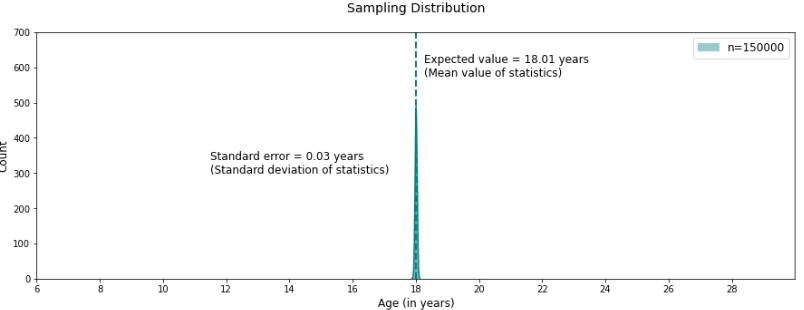 Sampling Distribution
700
600
500
400
300
200
100
0
Count
n=150000
Expected value = 18.01 years
(Mean value of statistics)
Standard error = 0.03 years
(Standard deviation of statistics)
6 8 10 12 14 16 18 20 22 24 26 28
Age (in years)